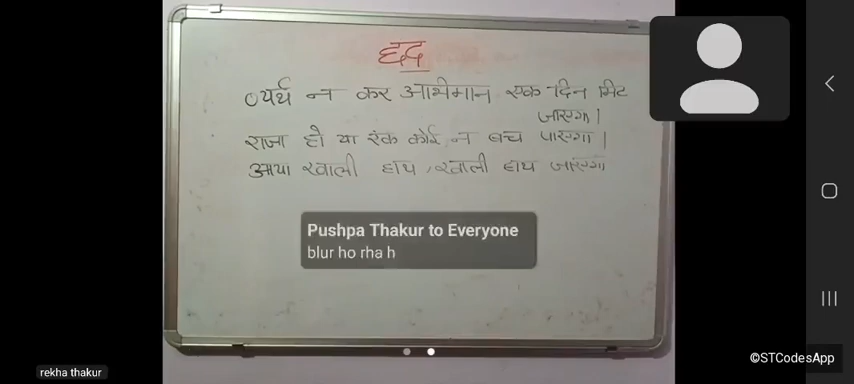 छंद
व्यर्थ न कर अभिमान एक दिन मिट
जाएगा।
राजा हो या रंक कोई न बच पाएगा।
आया खाली हाथ, खाली हाथ जाएगा
Pushpa Thakur to Everyone
blur ho rha h
©STCodesApp
rekha thakur